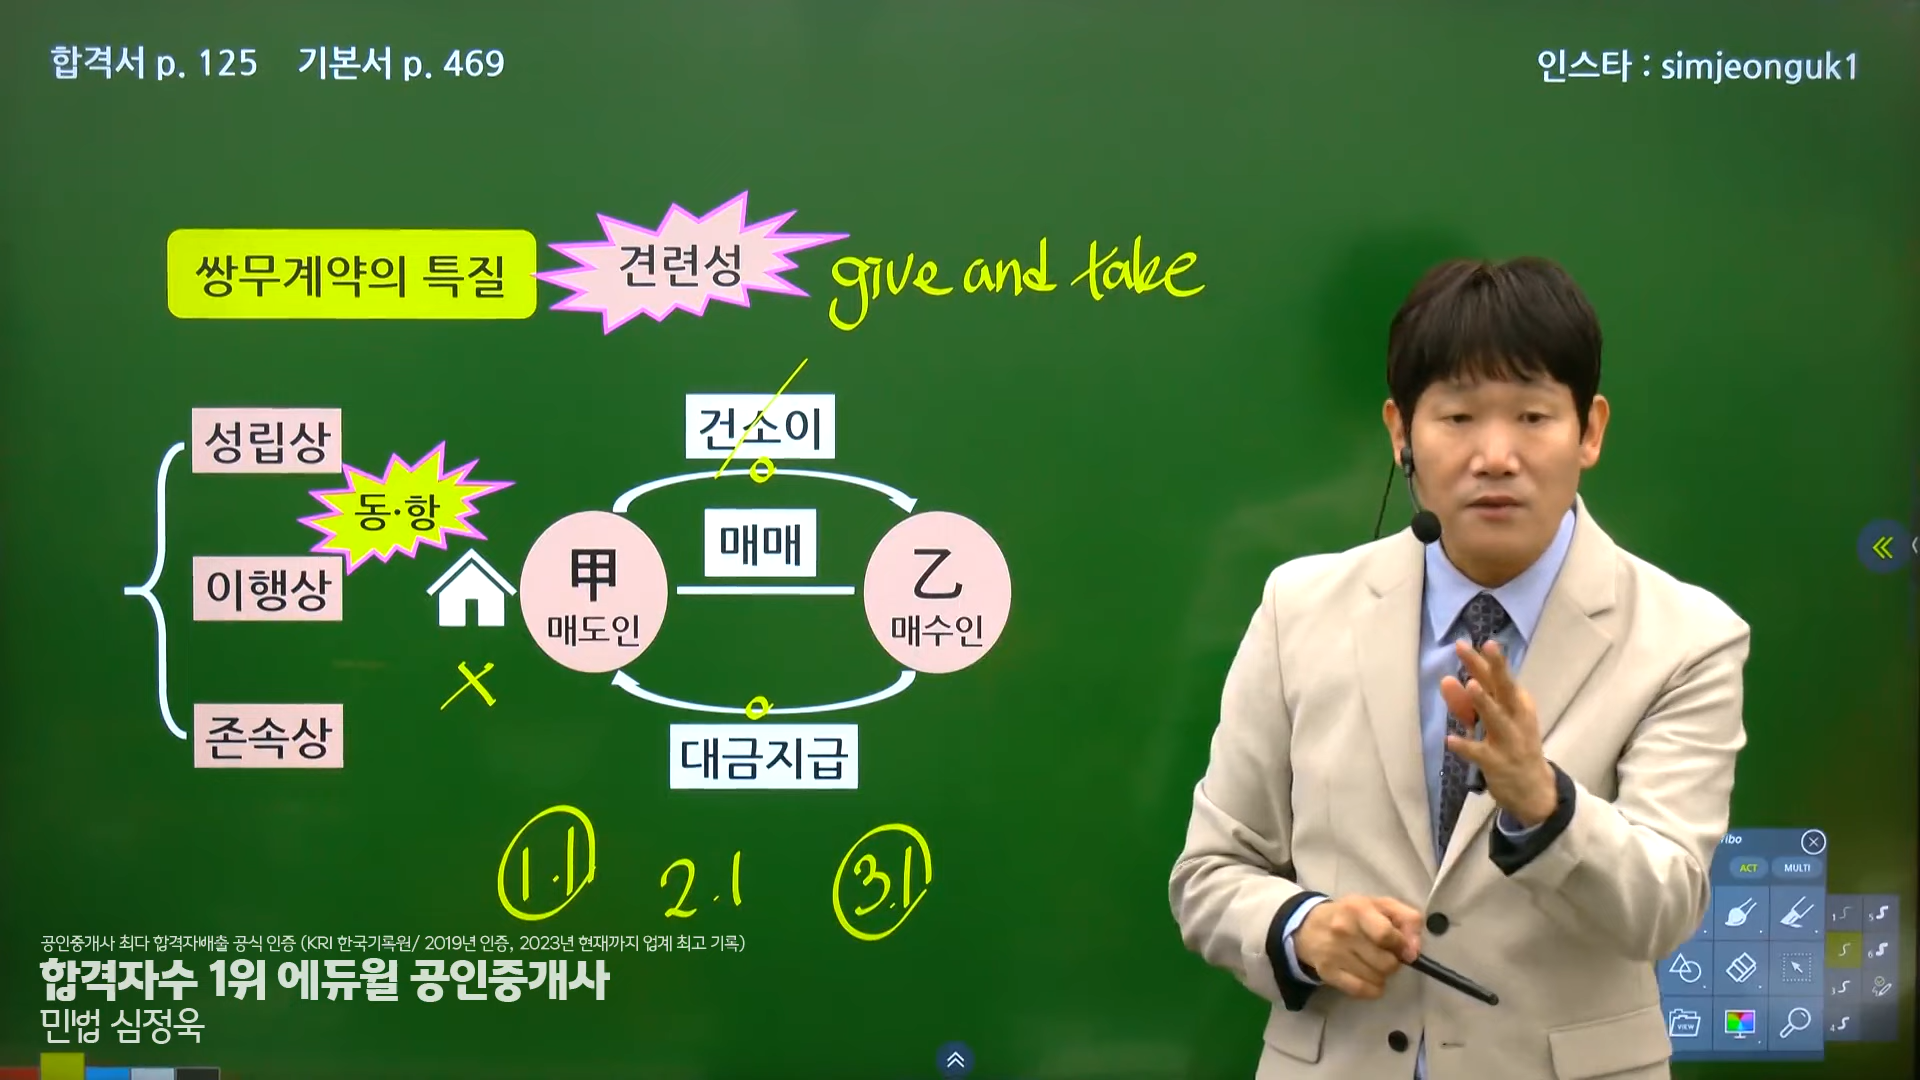 합격서 p. 125 기본서 p. 469
인스타 : simjeonguk1
쌍무계약의 특질
견련성
give and take
성립상
동·항
이행상
존속상
건소이
매매
甲
매도인
乙
매수인
대금지급
X
1.1 2.1 3.1
공인중개사 최다 합격자배출 공식 인증 (KRI 한국기록원/ 2019년 인증, 2023년 현재까지 업계 최고 기록)
합격자수 1위 에듀윌 공인중개사
민법 심정욱
ACT MULTI
VIEW